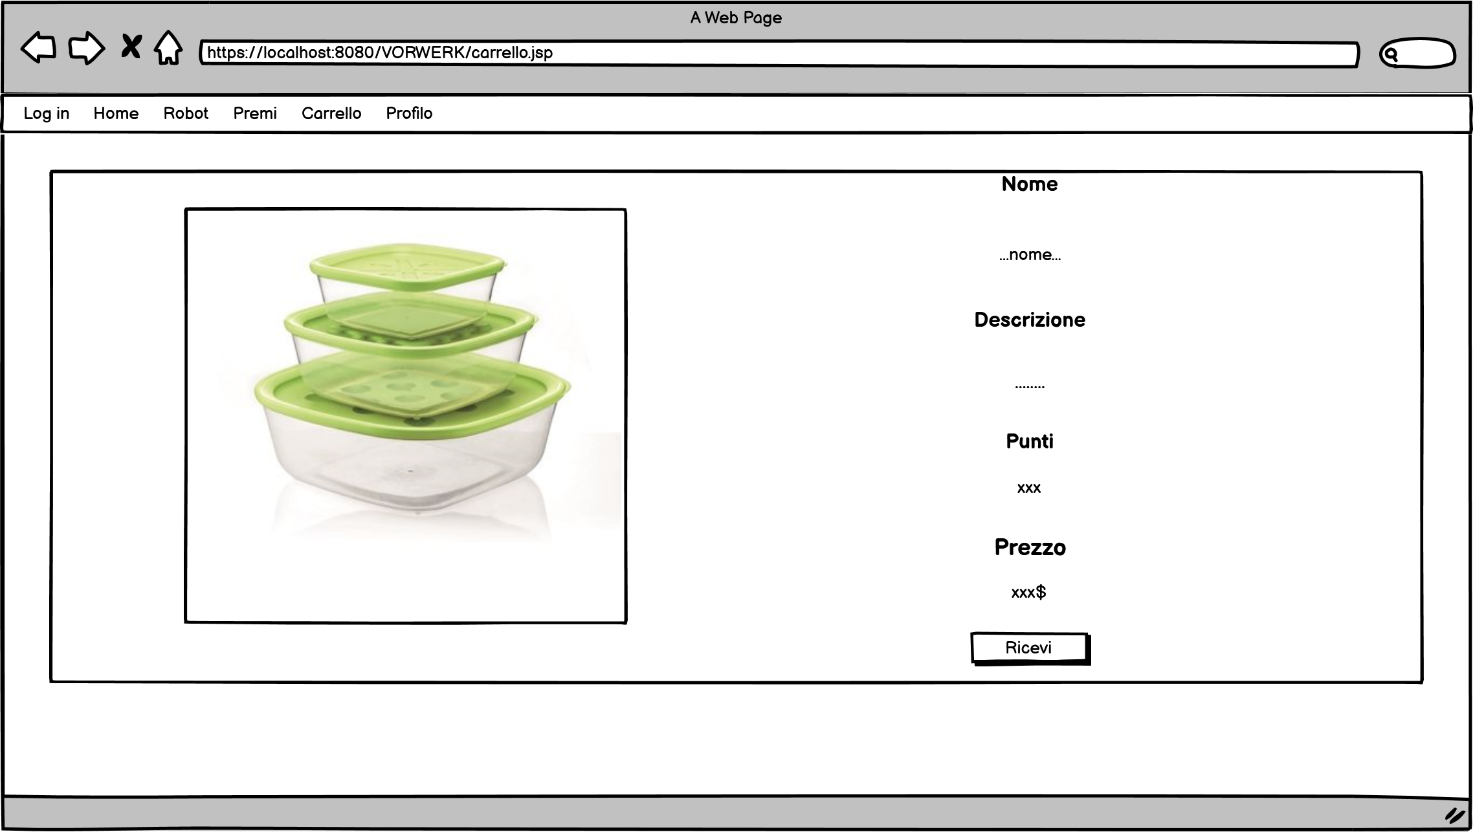 A Web Page
https://localhost:8080/VORWERK/carrello.jsp
Log in Home Robot Premi Carrello Profilo
Nome
...nome...
Descrizione
........
Punti
xxx
Prezzo
xxx$
Ricevi